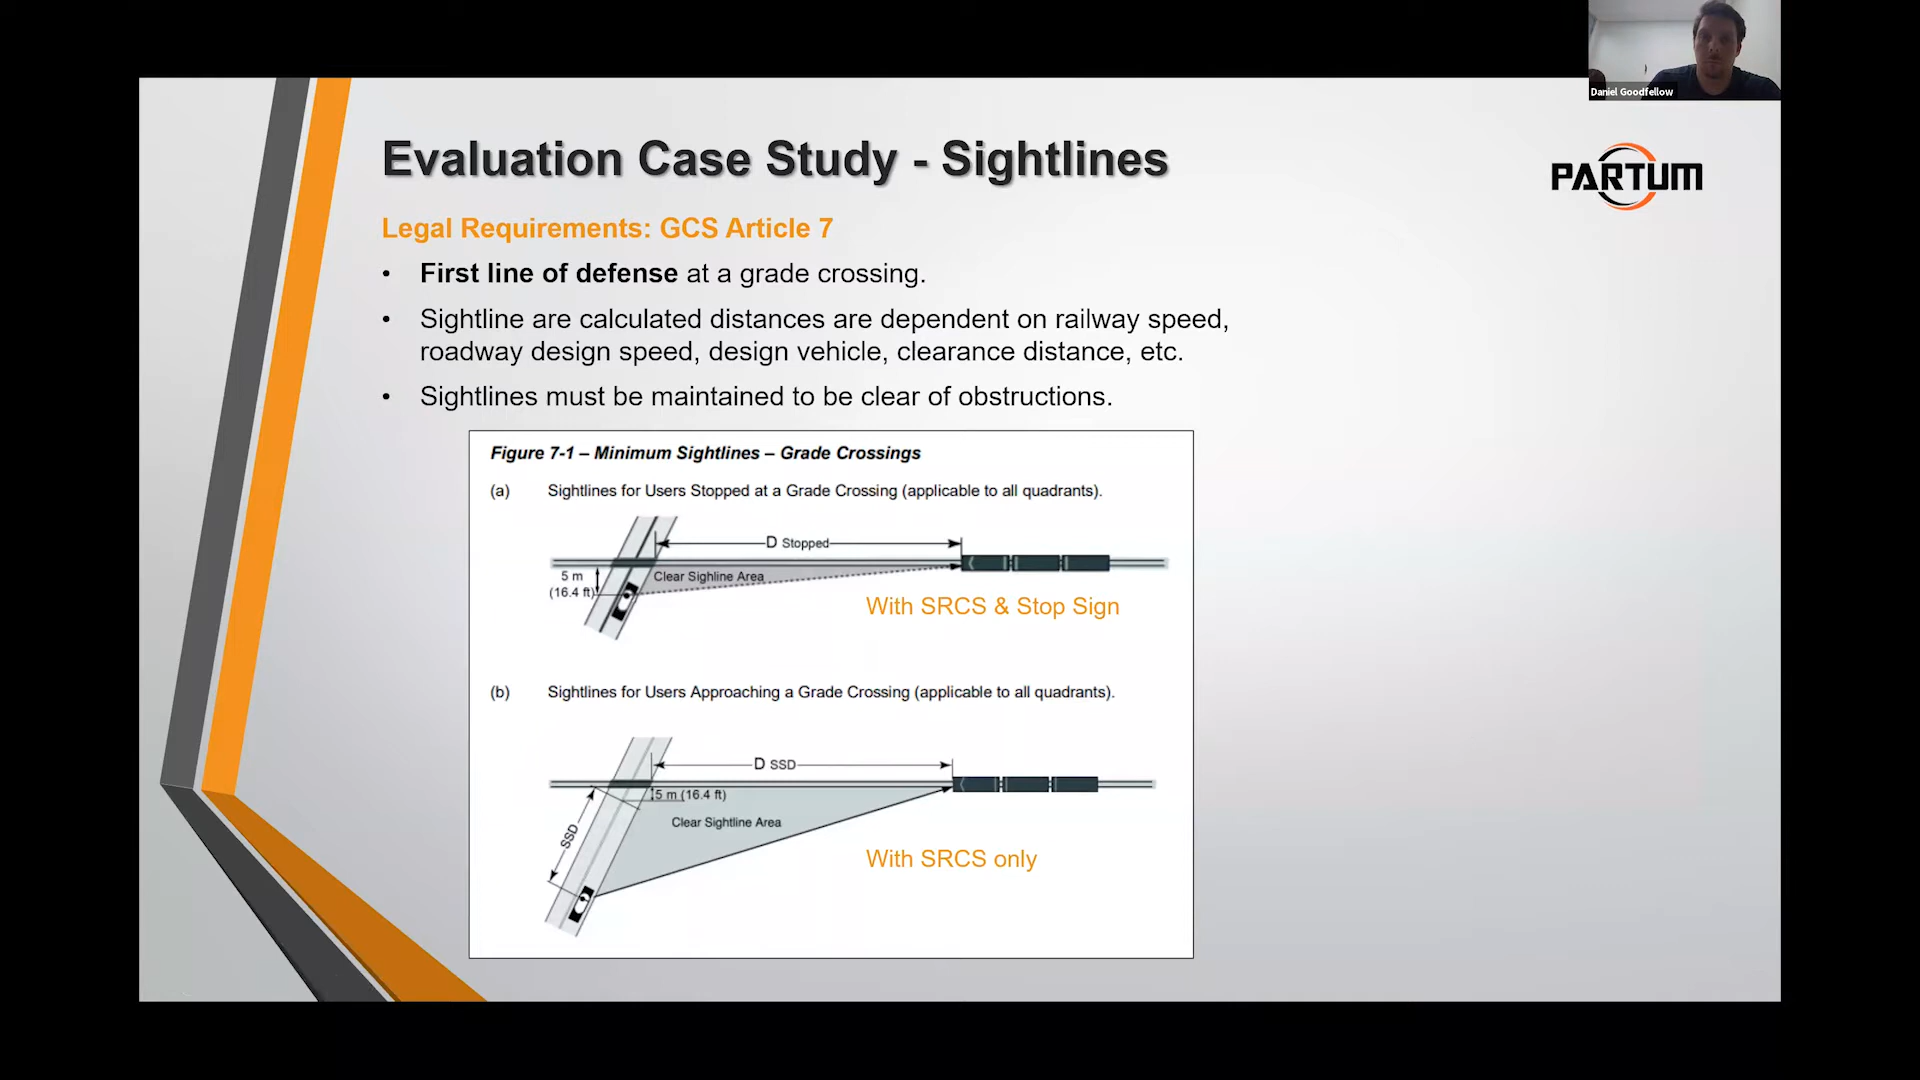 Daniel Goodfellow
Evaluation Case Study - Sightlines
PARTUM
Legal Requirements: GCS Article 7
• First line of defense at a grade crossing.
• Sightline are calculated distances are dependent on railway speed,
roadway design speed, design vehicle, clearance distance, etc.
• Sightlines must be maintained to be clear of obstructions.
Figure 7-1 – Minimum Sightlines – Grade Crossings
(a) Sightlines for Users Stopped at a Grade Crossing (applicable to all quadrants).
D Stopped
5 m
(16.4 ft)
Clear Sighline Area
With SRCS & Stop Sign
(b) Sightlines for Users Approaching a Grade Crossing (applicable to all quadrants).
D SSD
5 m (16.4 ft)
Clear Sightline Area
SSD
With SRCS only